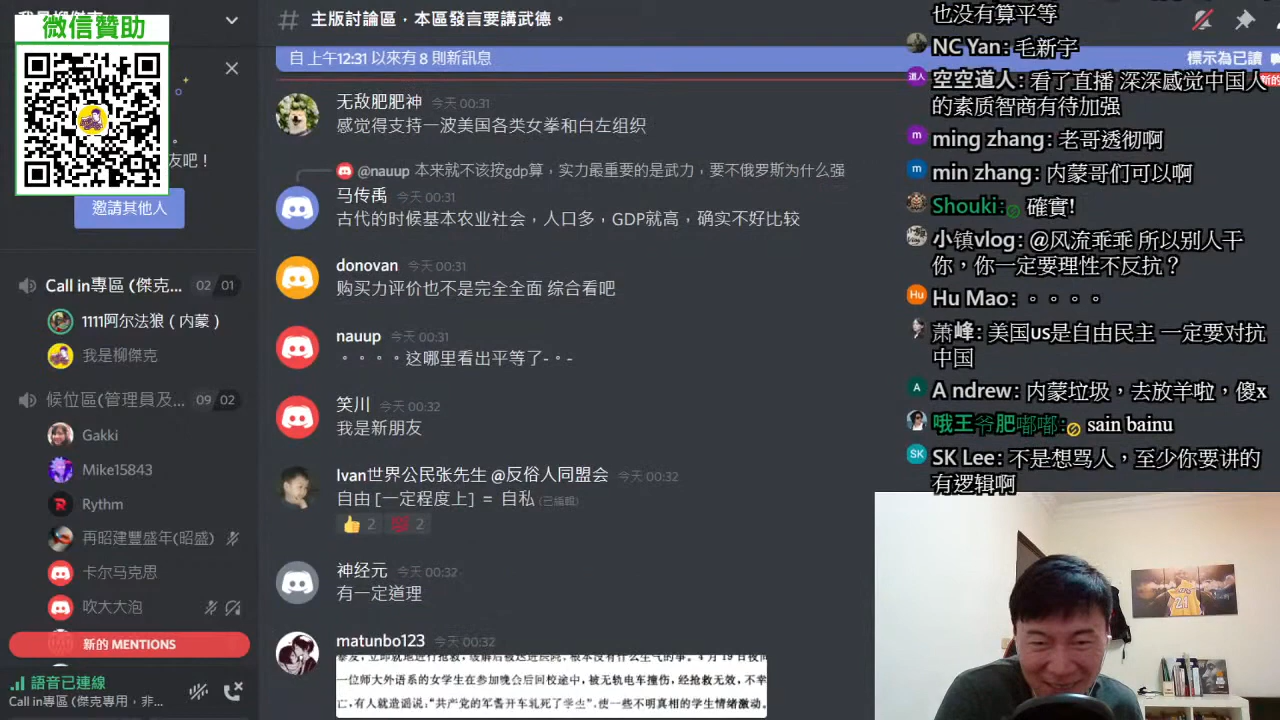 微信贊助
友吧！
邀請其他人
Call in專區 (傑克... 02 01
1111阿尔法狼（内蒙）
我是柳傑克
候位區(管理員及... 09 02
Gakki
Mike15843
Rythm
再昭建豐盛年(昭盛)
卡尔马克思
吹大大泡
新的 MENTIONS
語音已連線
Call in專區 (傑克專用，非...
# 主版討論區，本區發言要講武德。
自 上午12:31 以來有 8 則新訊息
標示為已讀
无敌肥肥神 今天 00:31
感觉得支持一波美国各类女拳和白左组织
@nauup 本来就不该按gdp算，实力最重要的是武力，要不俄罗斯为什么强
马传禹 今天 00:31
古代的时候基本农业社会，人口多，GDP就高，确实不好比较
donovan 今天 00:31
购买力评价也不是完全全面 综合看吧
nauup 今天 00:31
。。。。这哪里看出平等了-。-
笑川 今天 00:32
我是新朋友
Ivan世界公民张先生 @反俗人同盟会 今天 00:32
自由 [一定程度上] = 自私 (已編輯)
👍 2 💯 2
神经元 今天 00:32
有一定道理
matunbo123 今天 00:32
一位师大外语系的女学生在参加晚会后回校途中，被无轨电车撞伤，经抢救无效，不幸
亡，有人就造谣说：“共产党的军警开车轧死了学生”，使一些不明真相的学生情绪激动。
也没有算平等
NC Yan: 毛新宇
空空道人: 看了直播 深深感觉中国人
的素质智商有待加强
ming zhang: 老哥透彻啊
min zhang: 内蒙哥们可以啊
Shouki: 確實!
小镇vlog: @风流乖乖 所以别人干
你，你一定要理性不反抗？
Hu Mao: 。。。。
萧峰: 美国us是自由民主 一定要对抗
中国
A ndrew: 内蒙垃圾，去放羊啦，傻x
哦王爷肥嘟嘟: sain bainu
SK Lee: 不是想骂人，至少你要讲的
有逻辑啊